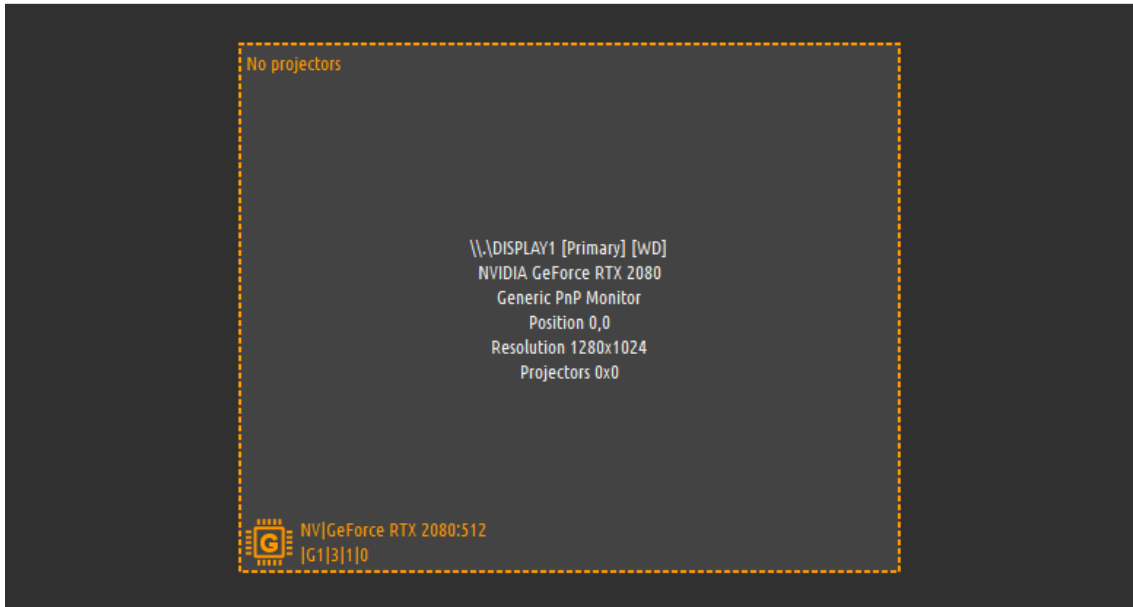 No projectors
\\.\DISPLAY1 [Primary] [WD]
NVIDIA GeForce RTX 2080
Generic PnP Monitor
Position 0,0
Resolution 1280x1024
Projectors 0x0
G
NV|GeForce RTX 2080:512
|G1|3|1|0